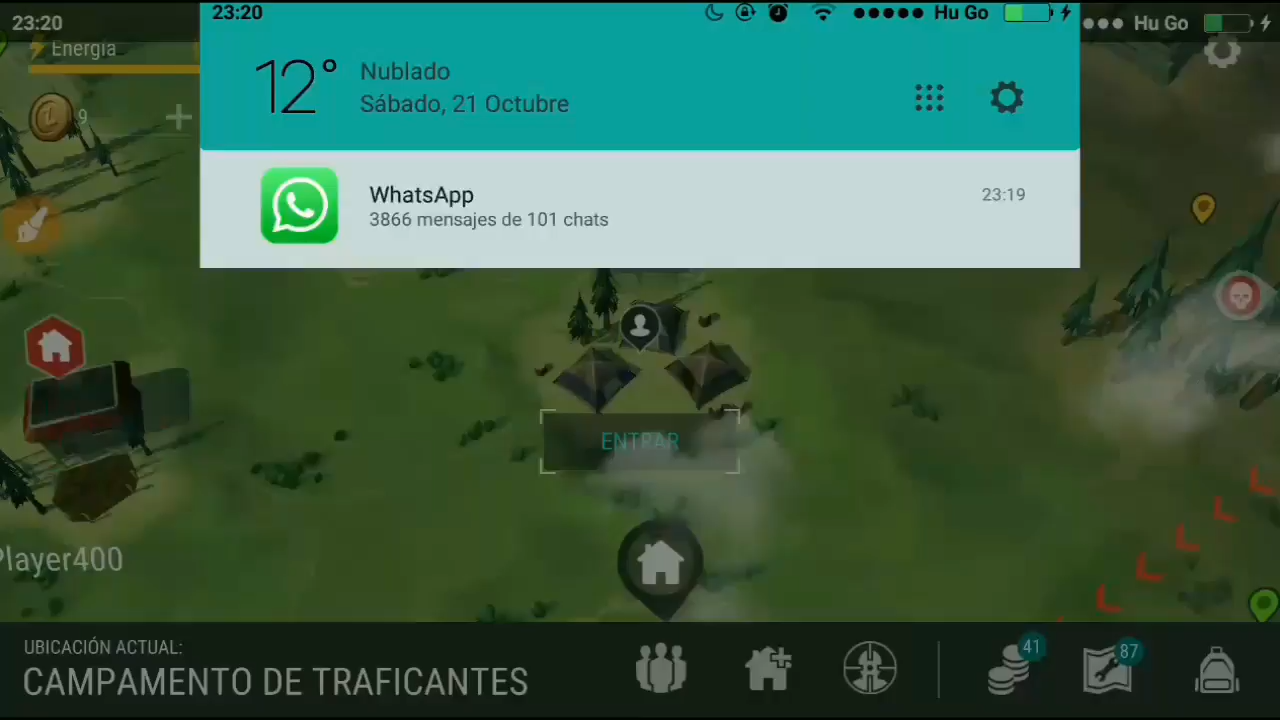 23:20
23:20
Hu Go
Hu Go
Energía
9
12°
Nublado
Sábado, 21 Octubre
WhatsApp
23:19
3866 mensajes de 101 chats
ENTRAR
Player400
UBICACIÓN ACTUAL:
CAMPAMENTO DE TRAFICANTES
41
87